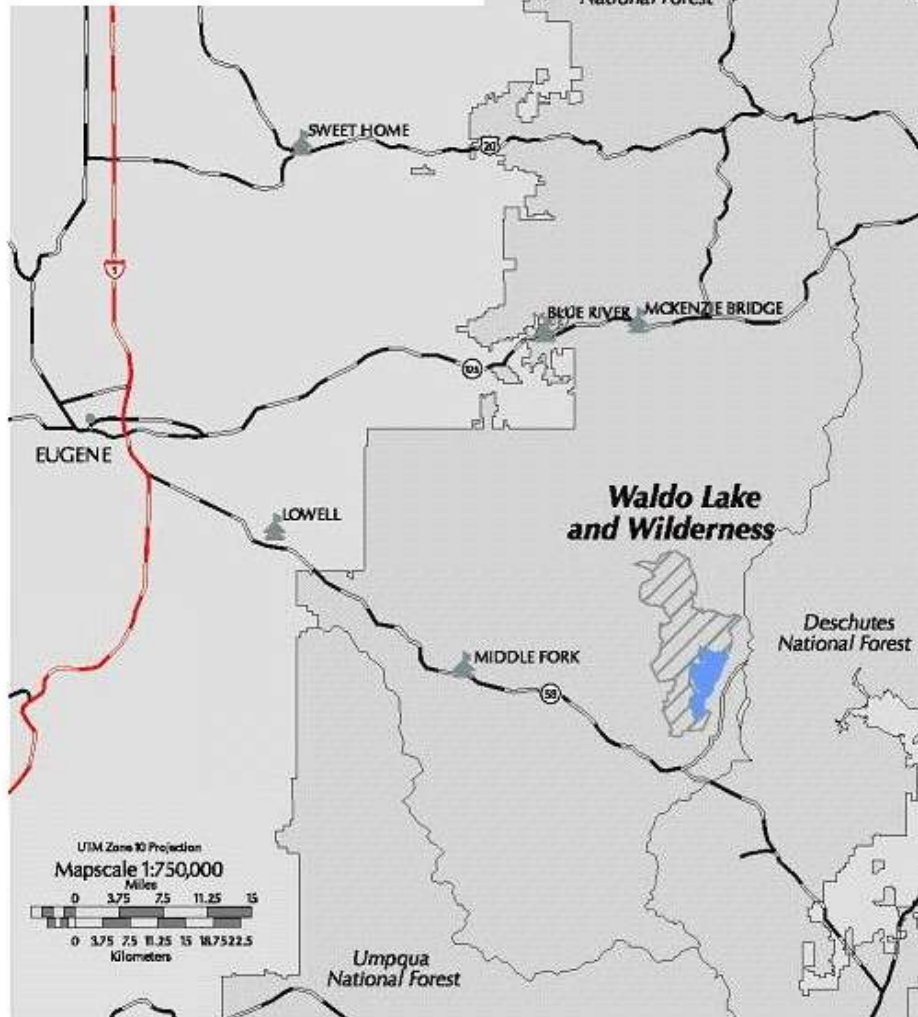 National Forest
SWEET HOME
20
5
BLUE RIVER
MCKENZIE BRIDGE
126
EUGENE
Waldo Lake
and Wilderness
LOWELL
Deschutes
National Forest
MIDDLE FORK
58
UTM Zone 10 Projection
Mapscale 1:750,000
Miles
0 3.75 7.5 11.25 15
0 3.75 7.5 11.25 15 18.75 22.5
Kilometers
Umpqua
National Forest